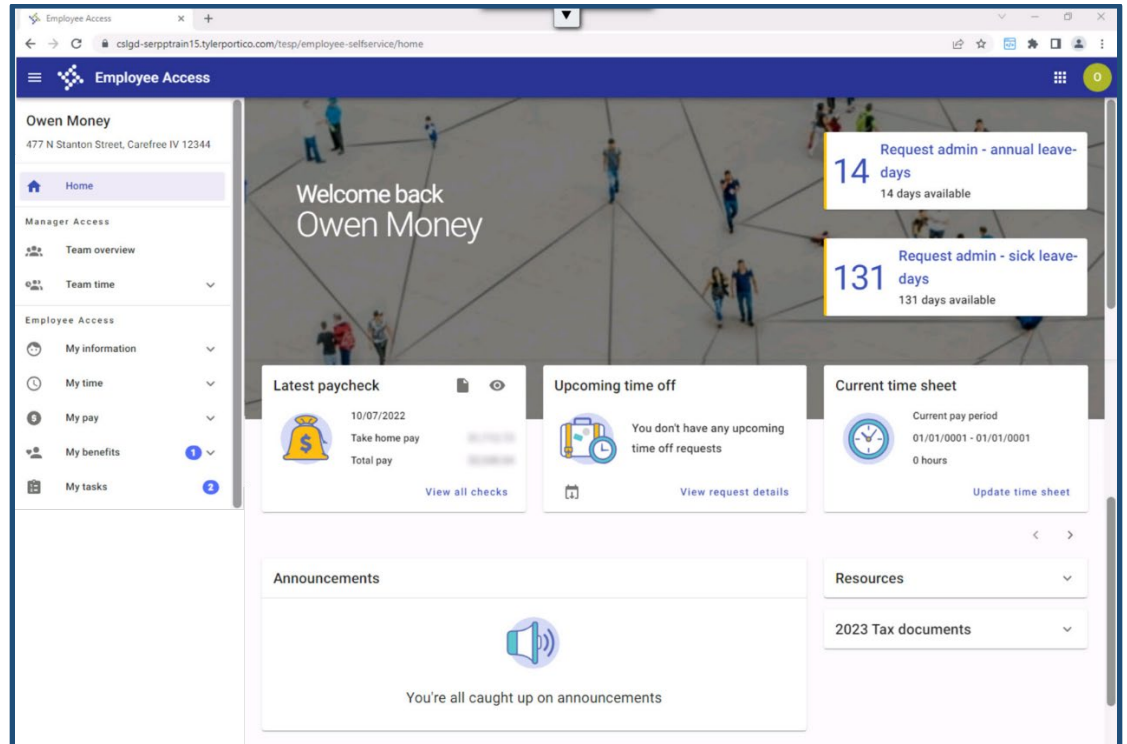 Employee Access
cslgd-serpptrain15.tylerportico.com/tesp/employee-selfservice/home
Employee Access
O
Owen Money
477 N Stanton Street, Carefree IV 12344
Home
Manager Access
Team overview
Team time
Employee Access
My information
My time
My pay
My benefits 1
My tasks 2
Welcome back
Owen Money
14
Request admin - annual leave-
days
14 days available
131
Request admin - sick leave-
days
131 days available
Latest paycheck
10/07/2022
Take home pay
Total pay
View all checks
Upcoming time off
You don't have any upcoming
time off requests
View request details
Current time sheet
Current pay period
01/01/0001 - 01/01/0001
0 hours
Update time sheet
Announcements
You're all caught up on announcements
Resources
2023 Tax documents